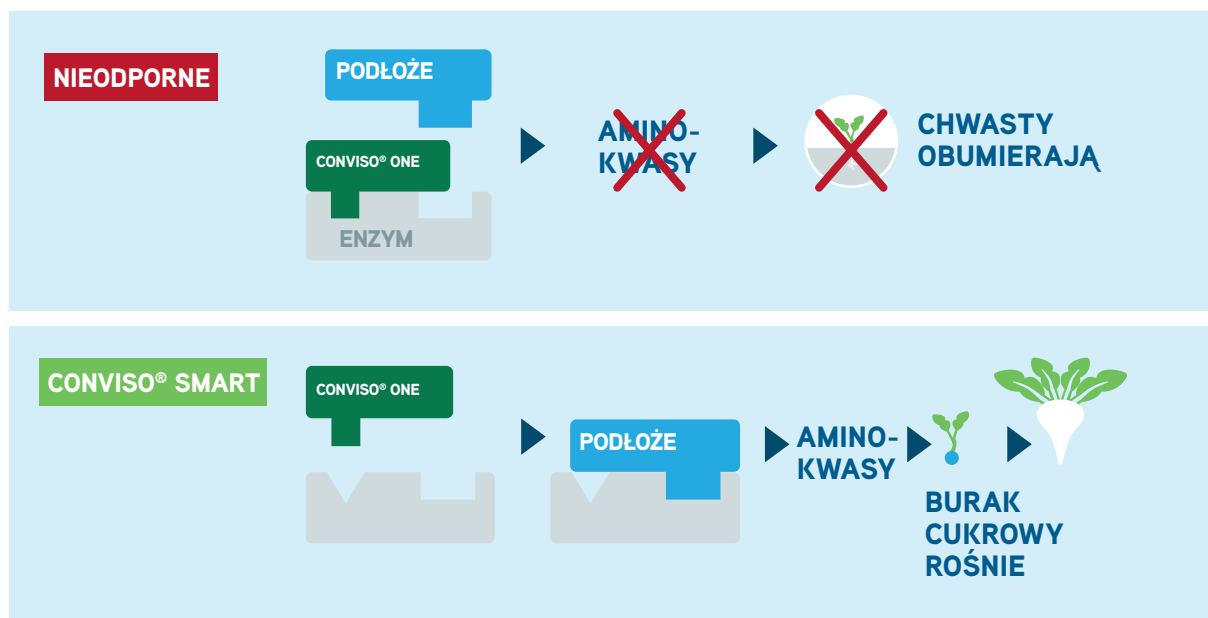 NIEODPORNE
PODŁOŻE
CONVISO® ONE
ENZYM
AMINO-
KWASY
CHWASTY
OBUMIERAJĄ
CONVISO® SMART
CONVISO® ONE
PODŁOŻE
AMINO-
KWASY
BURAK
CUKROWY
ROŚNIE